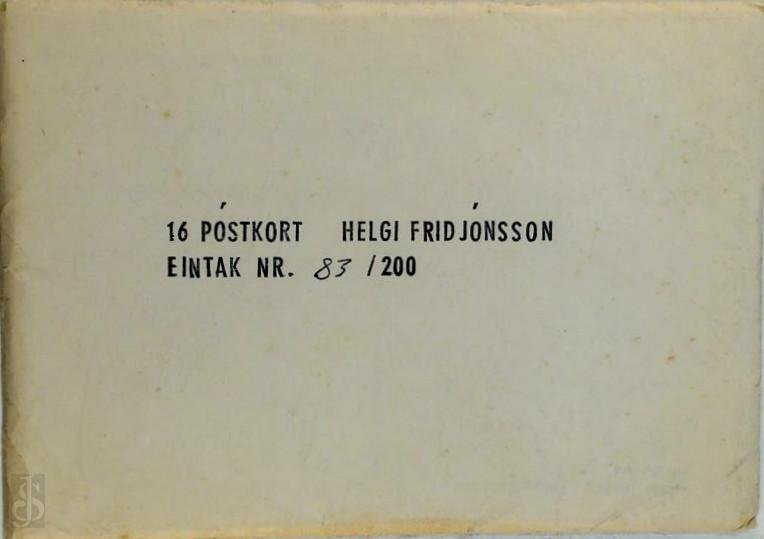 16 PÓSTKORT HELGI FRIDJÓNSSON
EINTAK NR. 83 /200